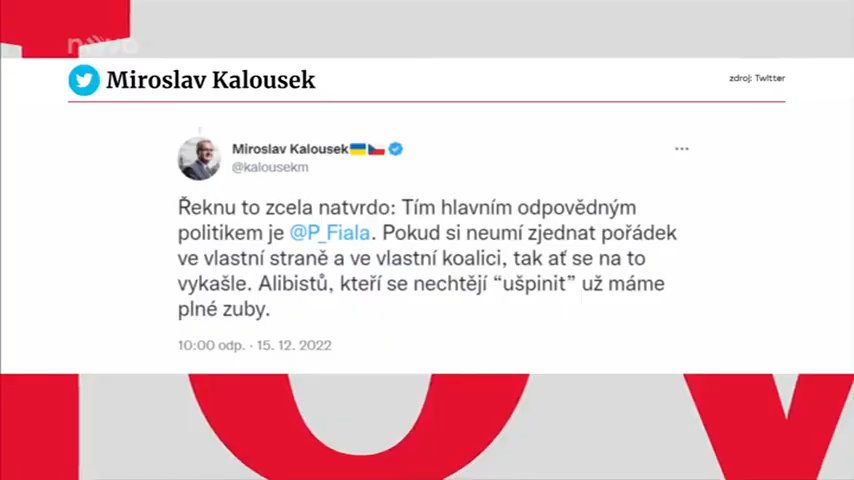 nova
Miroslav Kalousek
zdroj: Twitter
Miroslav Kalousek
@kalousekm
Řeknu to zcela natvrdo: Tím hlavním odpovědným
politikem je @P_Fiala. Pokud si neumí zjednat pořádek
ve vlastní straně a ve vlastní koalici, tak ať se na to
vykašle. Alibistů, kteří se nechtějí “ušpinit” už máme
plné zuby.
10:00 odp. · 15. 12. 2022